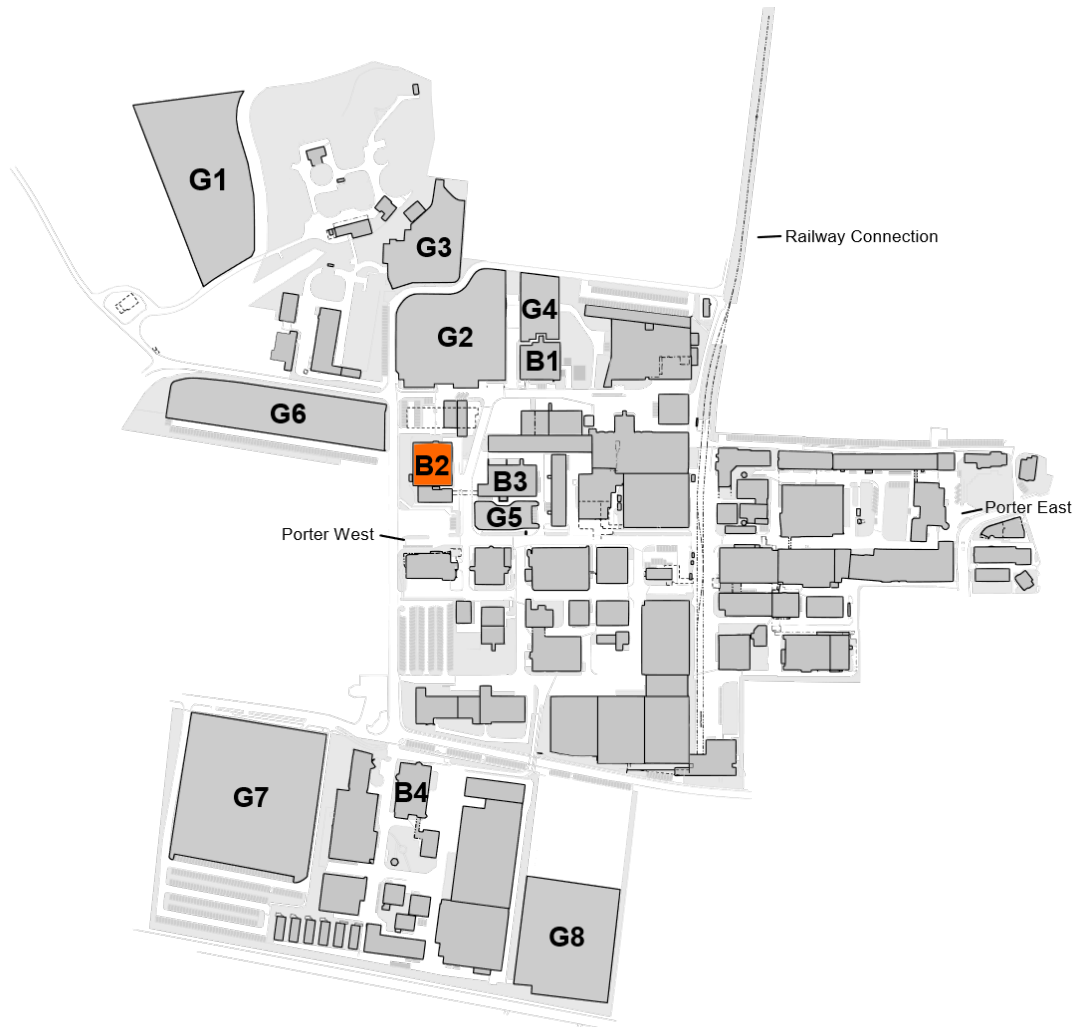 G1
G3
Railway Connection
G4
G2
B1
G6
B2
B3
G5
Porter West
Porter East
B4
G7
G8